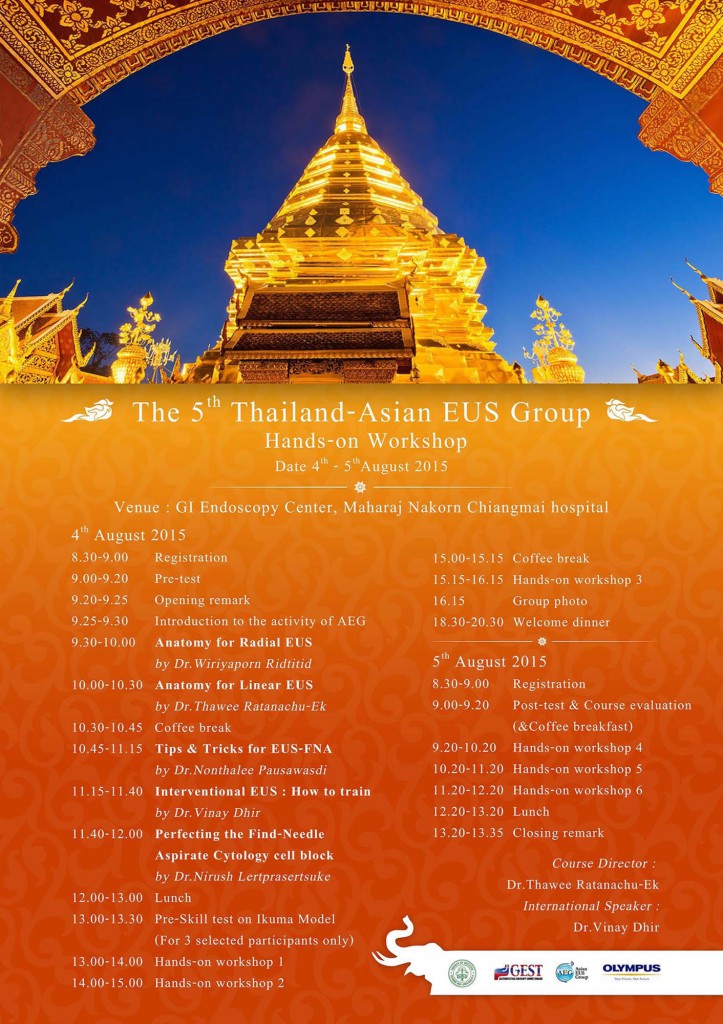 The 5th Thailand-Asian EUS Group
Hands-on Workshop
Date 4th - 5th August 2015
Venue : GI Endoscopy Center, Maharaj Nakorn Chiangmai hospital
4th August 2015
8.30-9.00 Registration
9.00-9.20 Pre-test
9.20-9.25 Opening remark
9.25-9.30 Introduction to the activity of AEG
9.30-10.00 Anatomy for Radial EUS
by Dr.Wiriyaporn Ridtitid
10.00-10.30 Anatomy for Linear EUS
by Dr.Thawee Ratanachu-Ek
10.30-10.45 Coffee break
10.45-11.15 Tips & Tricks for EUS-FNA
by Dr.Nonthalee Pausawasdi
11.15-11.40 Interventional EUS : How to train
by Dr.Vinay Dhir
11.40-12.00 Perfecting the Find-Needle
Aspirate Cytology cell block
by Dr.Nirush Lertprasertsuke
12.00-13.00 Lunch
13.00-13.30 Pre-Skill test on Ikuma Model
(For 3 selected participants only)
13.00-14.00 Hands-on workshop 1
14.00-15.00 Hands-on workshop 2
15.00-15.15 Coffee break
15.15-16.15 Hands-on workshop 3
16.15 Group photo
18.30-20.30 Welcome dinner
5th August 2015
8.30-9.00 Registration
9.00-9.20 Post-test & Course evaluation
(&Coffee breakfast)
9.20-10.20 Hands-on workshop 4
10.20-11.20 Hands-on workshop 5
11.20-12.20 Hands-on workshop 6
12.20-13.20 Lunch
13.20-13.35 Closing remark
Course Director :
Dr.Thawee Ratanachu-Ek
International Speaker :
Dr.Vinay Dhir
GEST
AEG
Asian
EUS
Group
OLYMPUS